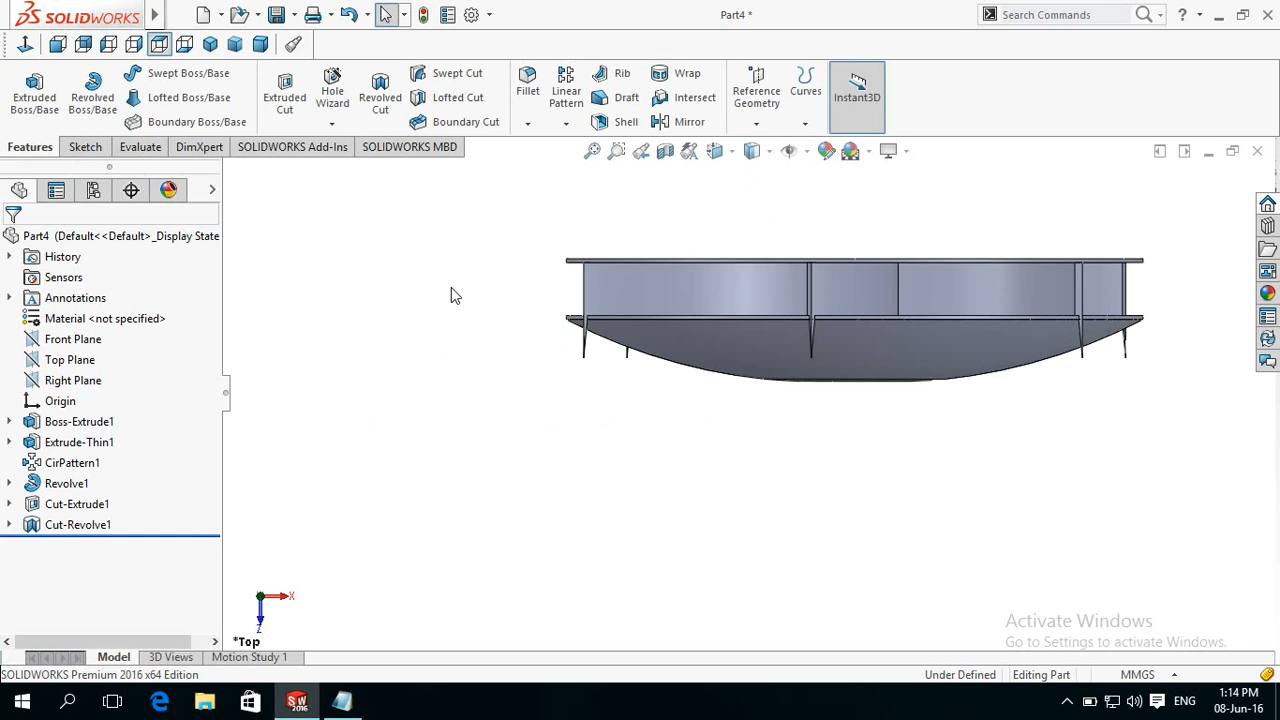 SOLIDWORKS
Part4 *
Search Commands
Extruded Boss/Base
Revolved Boss/Base
Swept Boss/Base
Lofted Boss/Base
Boundary Boss/Base
Extruded Cut
Hole Wizard
Revolved Cut
Swept Cut
Lofted Cut
Boundary Cut
Fillet
Linear Pattern
Rib
Draft
Shell
Wrap
Intersect
Mirror
Reference Geometry
Curves
Instant3D
Features Sketch Evaluate DimXpert SOLIDWORKS Add-Ins SOLIDWORKS MBD
Part4 (Default<<Default>_Display State
History
Sensors
Annotations
Material <not specified>
Front Plane
Top Plane
Right Plane
Origin
Boss-Extrude1
Extrude-Thin1
CirPattern1
Revolve1
Cut-Extrude1
Cut-Revolve1
X
Z
*Top
Activate Windows
Go to Settings to activate Windows.
Model 3D Views Motion Study 1
SOLIDWORKS Premium 2016 x64 Edition Under Defined Editing Part MMGS
SW 2016
ENG
1:14 PM
08-Jun-16